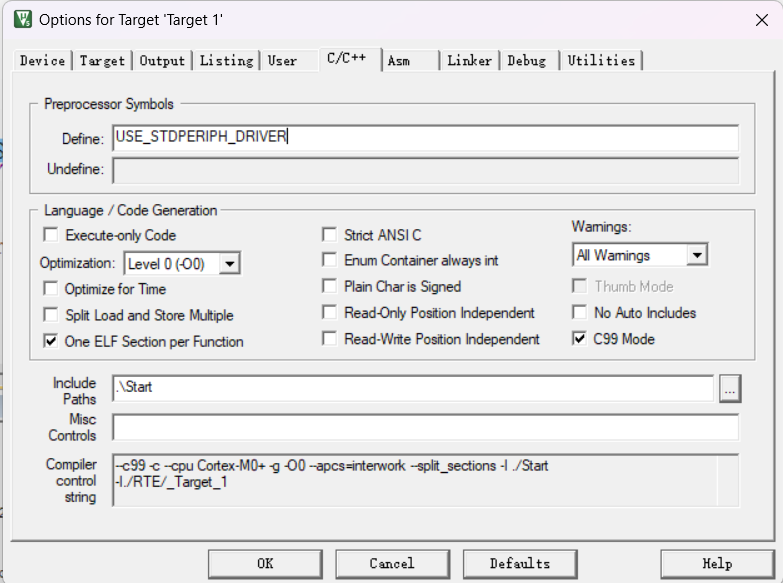 Options for Target 'Target 1'
Device Target Output Listing User C/C++ Asm Linker Debug Utilities
Preprocessor Symbols
Define: USE_STDPERIPH_DRIVER
Undefine:
Language / Code Generation
Execute-only Code
Optimization: Level 0 (-O0)
Optimize for Time
Split Load and Store Multiple
One ELF Section per Function
Strict ANSI C
Enum Container always int
Plain Char is Signed
Read-Only Position Independent
Read-Write Position Independent
Warnings:
All Warnings
Thumb Mode
No Auto Includes
C99 Mode
Include
Paths
.\Start
...
Misc
Controls
Compiler
control
string
--c99 -c --cpu Cortex-M0+ -g -O0 --apcs=interwork --split_sections -I ./Start
-I./RTE/_Target_1
OK Cancel Defaults Help